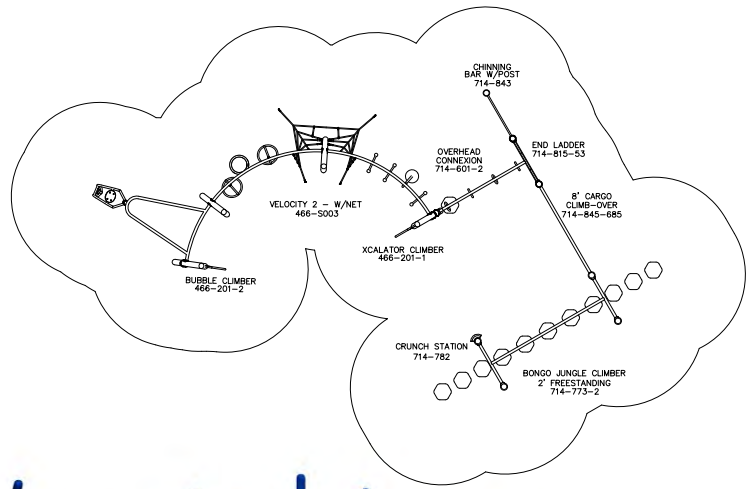 CHINNING
BAR W/POST
714-843
END LADDER
714-815-53
OVERHEAD
CONNEXION
714-601-2
8' CARGO
CLIMB-OVER
714-845-685
VELOCITY 2 - W/NET
466-S003
XCALATOR CLIMBER
466-201-1
BUBBLE CLIMBER
466-201-2
CRUNCH STATION
714-782
BONGO JUNGLE CLIMBER
2' FREESTANDING
714-773-2